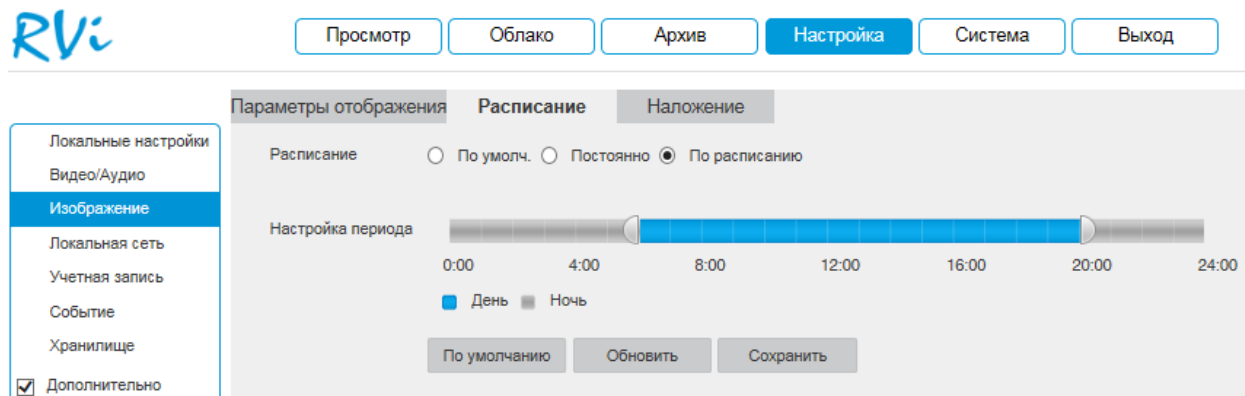 RVi
Просмотр Облако Архив Настройка Система Выход
Параметры отображения Расписание Наложение
Локальные настройки
Видео/Аудио
Изображение
Локальная сеть
Учетная запись
Событие
Хранилище
Дополнительно
Расписание По умолч. Постоянно По расписанию
Настройка периода
0:00 4:00 8:00 12:00 16:00 20:00 24:00
День Ночь
По умолчанию Обновить Сохранить